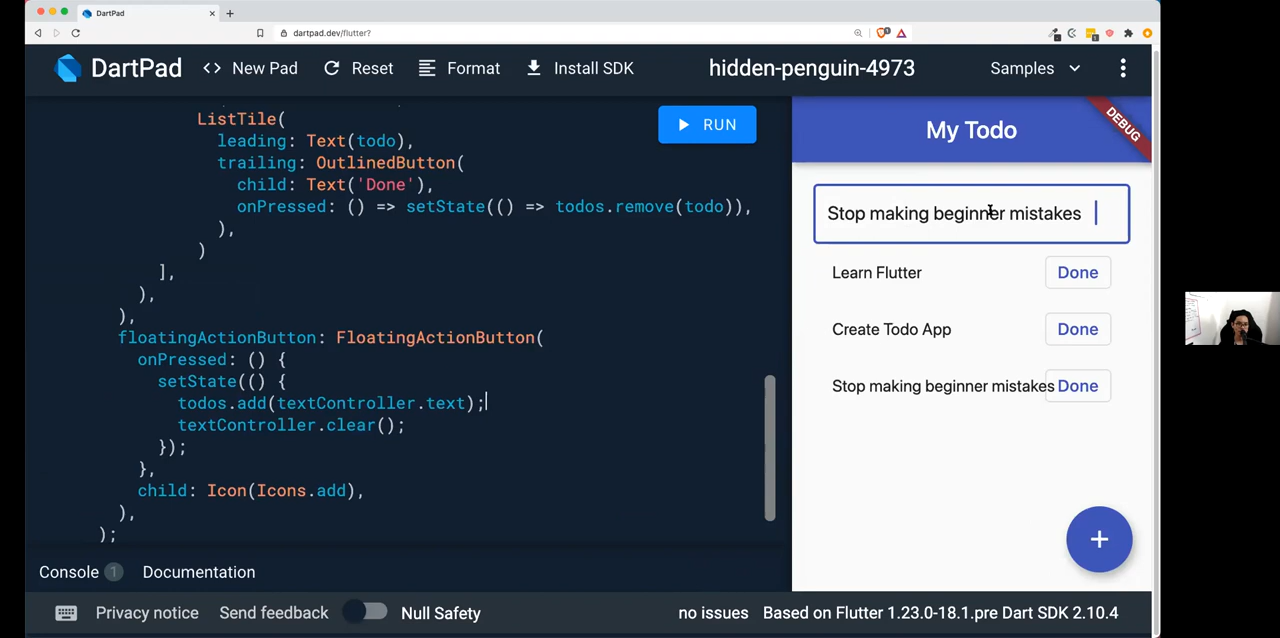 DartPad
dartpad.dev/flutter?
DartPad
<> New Pad
Reset
Format
Install SDK
hidden-penguin-4973
Samples
ListTile(
leading: Text(todo),
trailing: OutlinedButton(
child: Text('Done'),
onPressed: () => setState(() => todos.remove(todo)),
),
)
],
),
),
floatingActionButton: FloatingActionButton(
onPressed: () {
setState(() {
todos.add(textController.text);
textController.clear();
});
},
child: Icon(Icons.add),
),
);
RUN
My Todo
DEBUG
Stop making beginner mistakes
Learn Flutter Done
Create Todo App Done
Stop making beginner mistakes Done
+
Console 1 Documentation
Privacy notice Send feedback Null Safety no issues Based on Flutter 1.23.0-18.1.pre Dart SDK 2.10.4